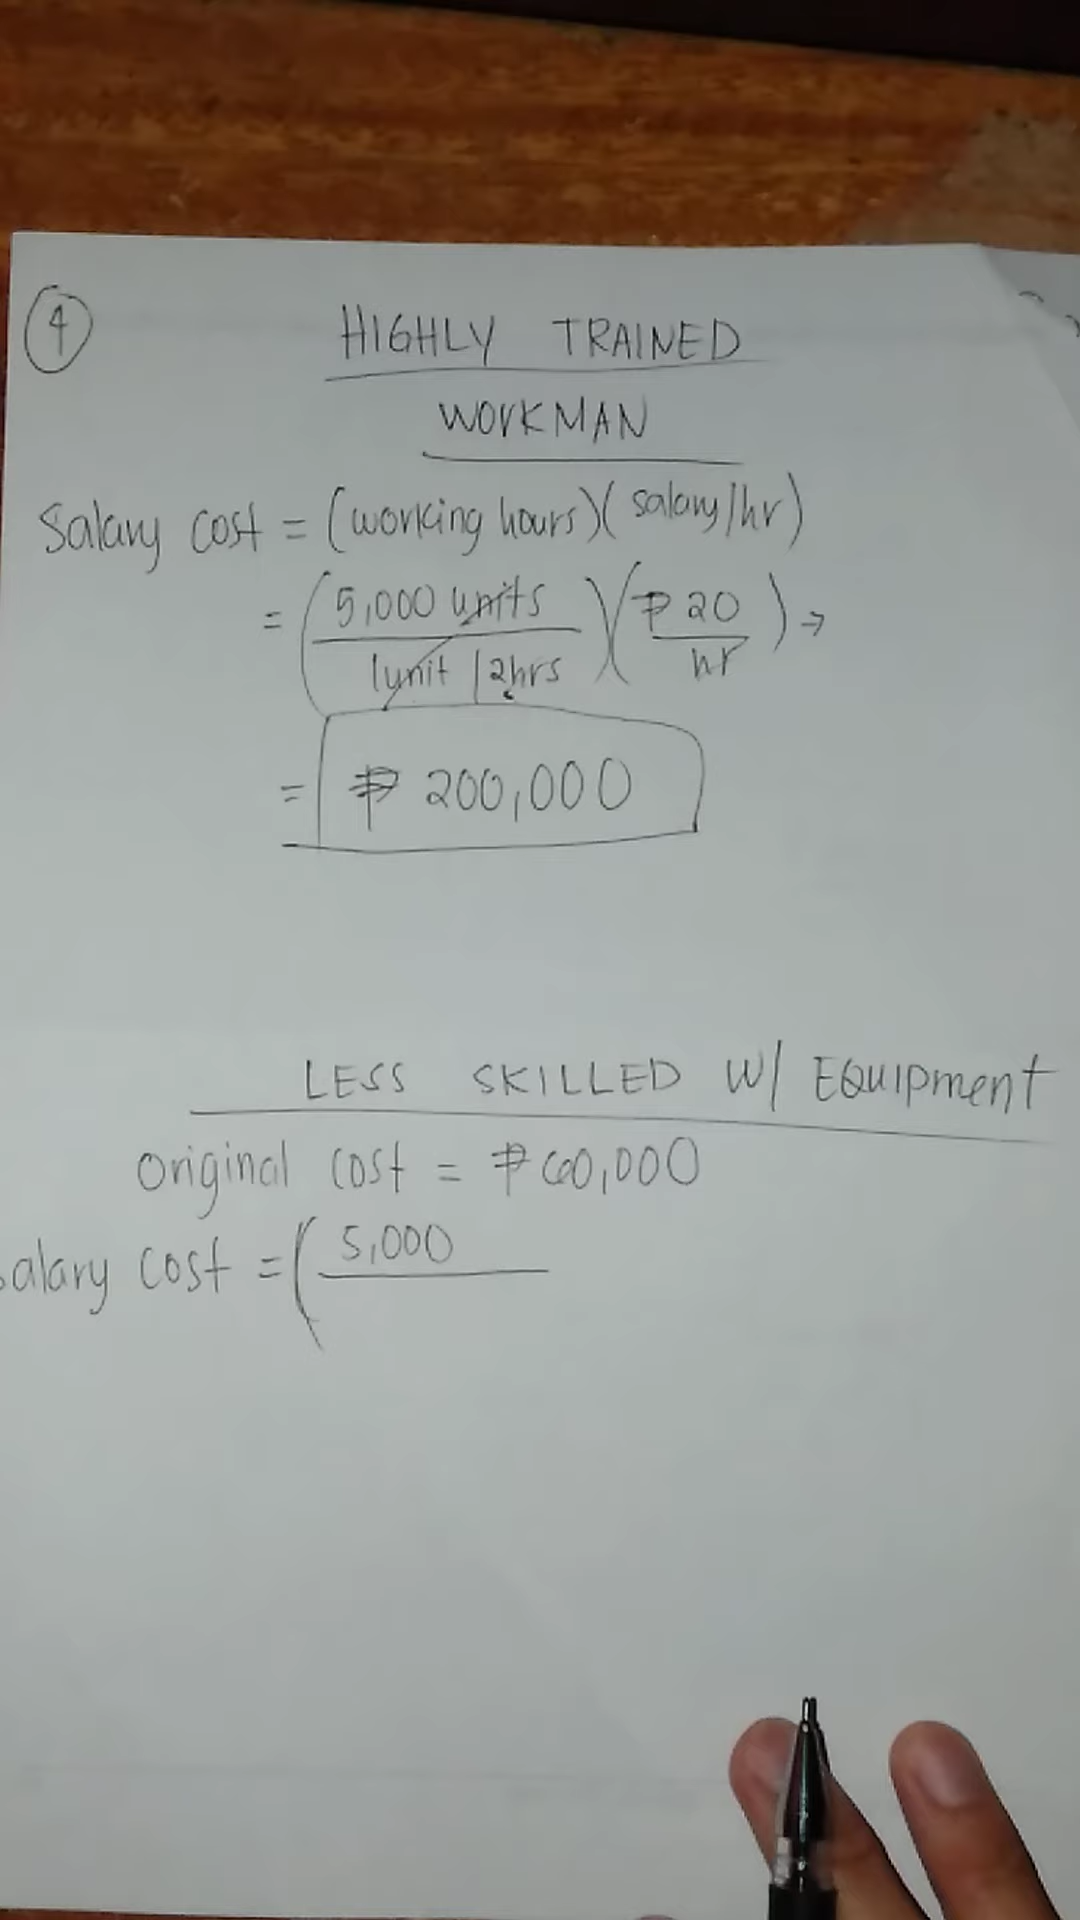 4
HIGHLY TRAINED
WORKMAN
Salary cost = (working hours)(salary/hr)
= (5,000 units / 1unit/2hrs)(₱20/hr) →
= ₱ 200,000
LESS SKILLED W/ EQUIPMENT
Original cost = ₱60,000
Salary cost = (5,000